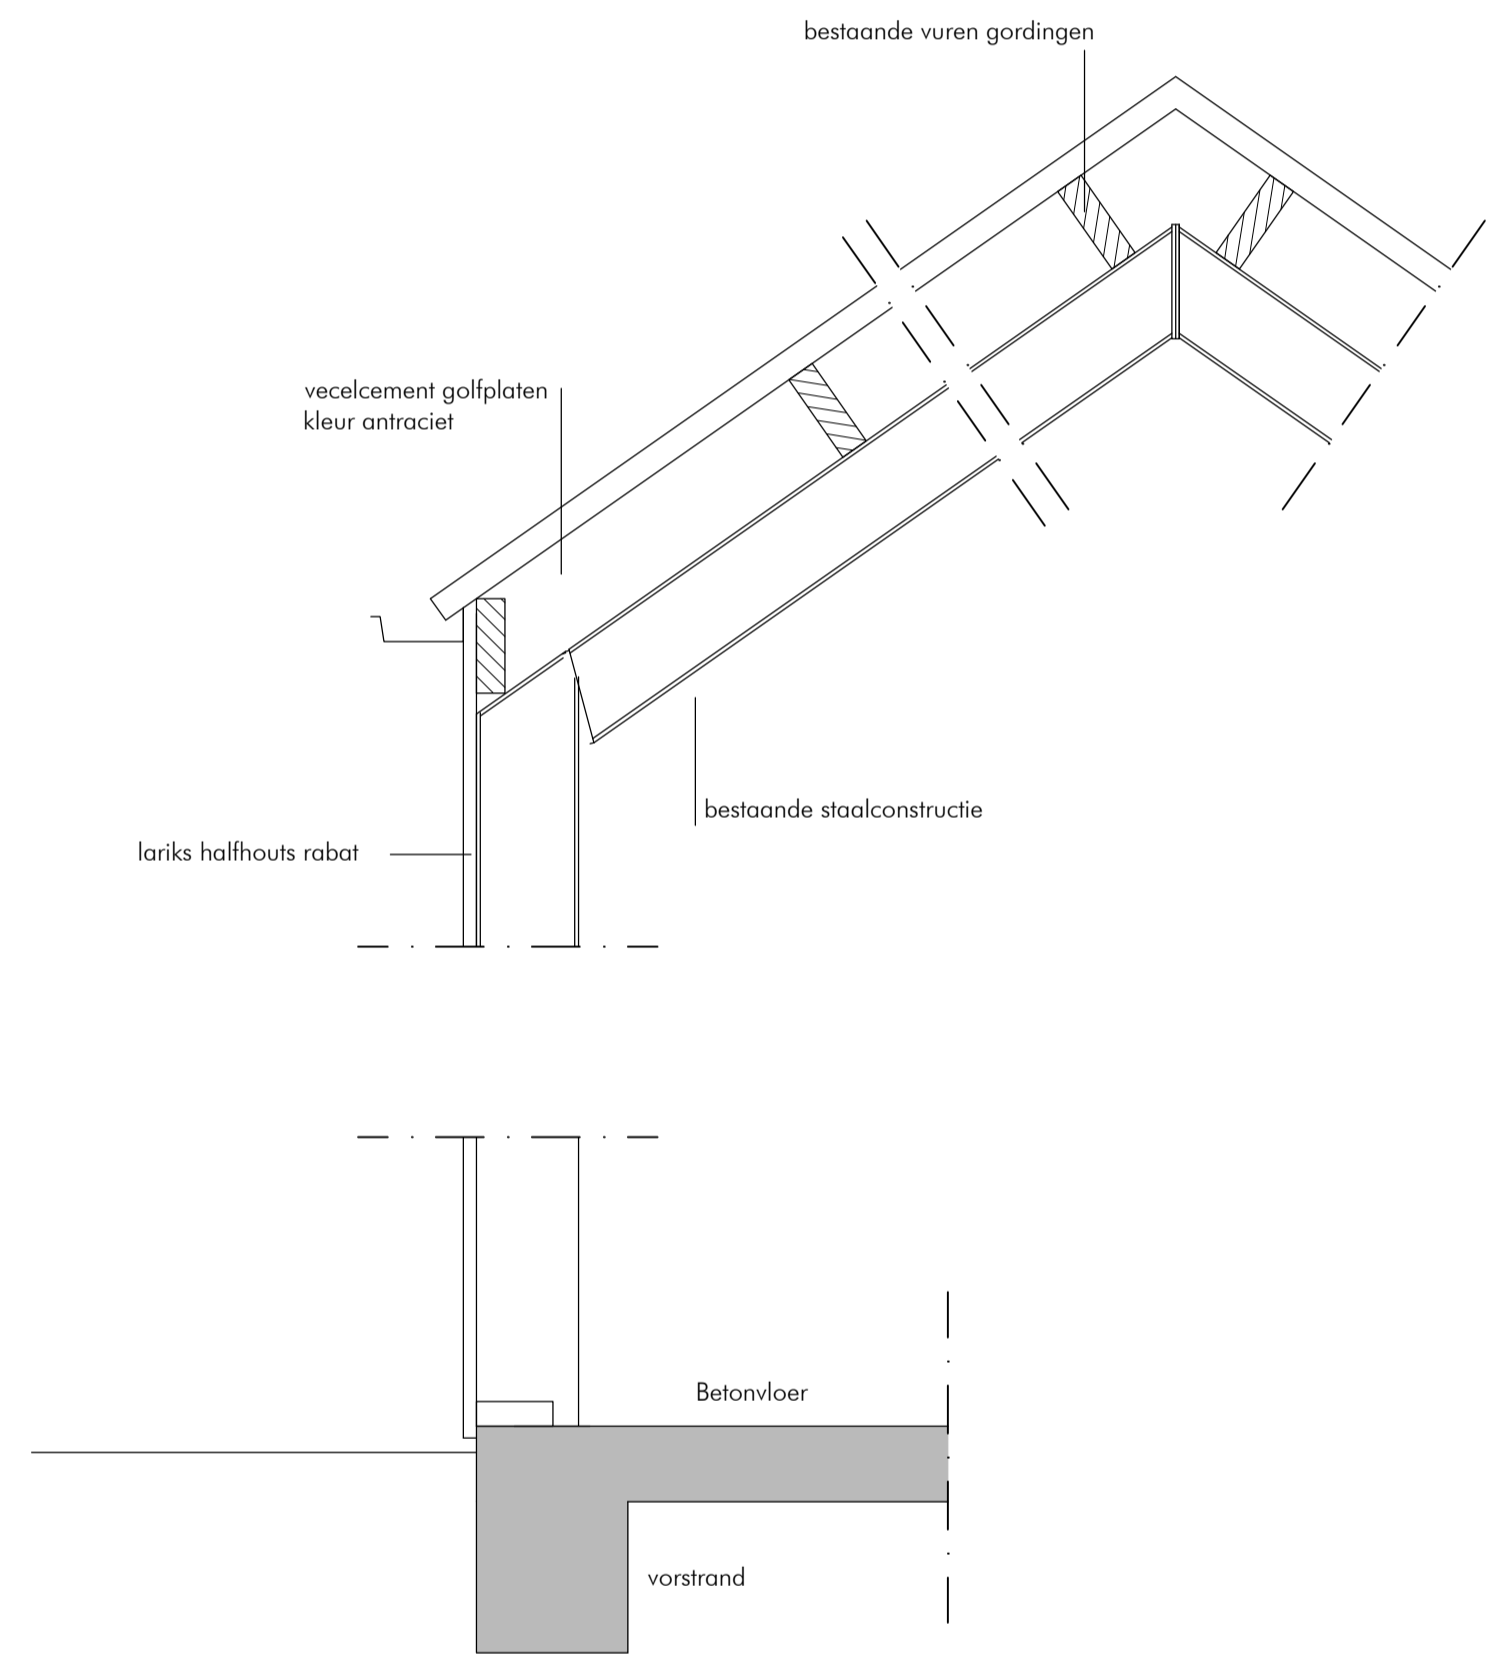 bestaande vuren gordingen
vecelcement golfplaten
kleur antraciet
bestaande staalconstructie
lariks halfhouts rabat
Betonvloer
vorstrand